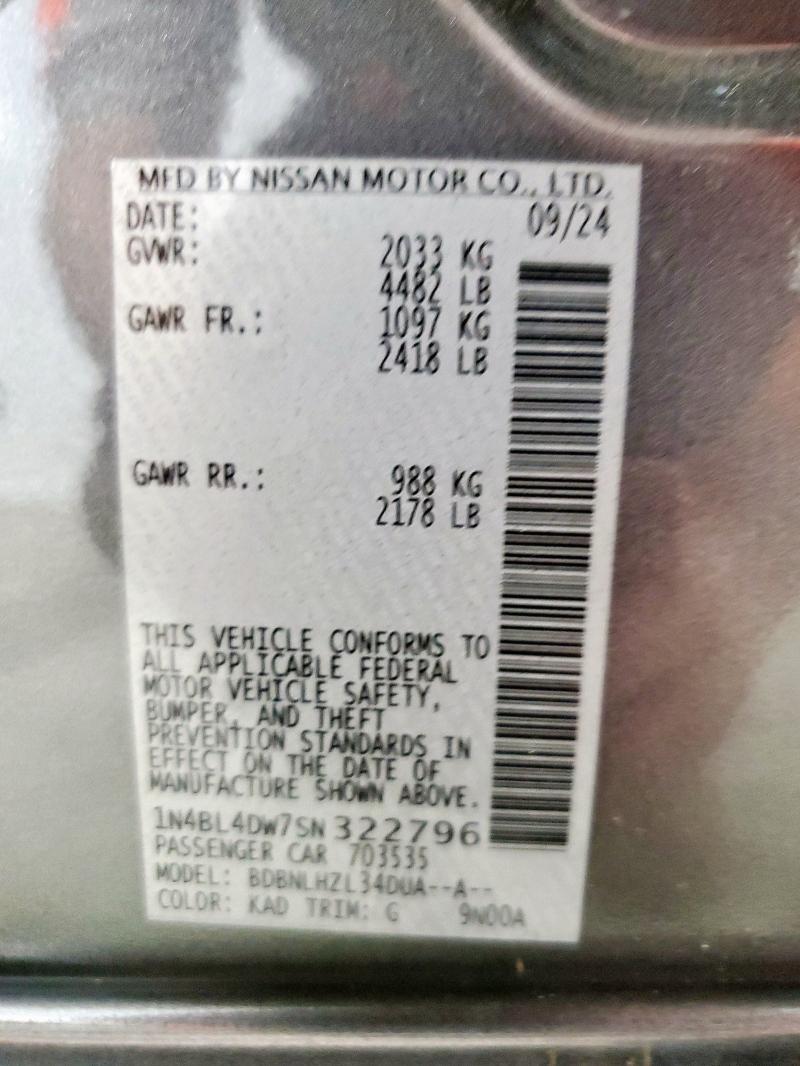 MFD BY NISSAN MOTOR CO., LTD.
DATE: 09/24
GVWR: 2033 KG
4482 LB
GAWR FR.: 1097 KG
2418 LB
GAWR RR.: 988 KG
2178 LB
THIS VEHICLE CONFORMS TO
ALL APPLICABLE FEDERAL
MOTOR VEHICLE SAFETY,
BUMPER, AND THEFT
PREVENTION STANDARDS IN
EFFECT ON THE DATE OF
MANUFACTURE SHOWN ABOVE.
1N4BL4DW7SN322796
PASSENGER CAR 703535
MODEL: BDBNLHZL34DUA--A--
COLOR: KAD TRIM: G 9N00A